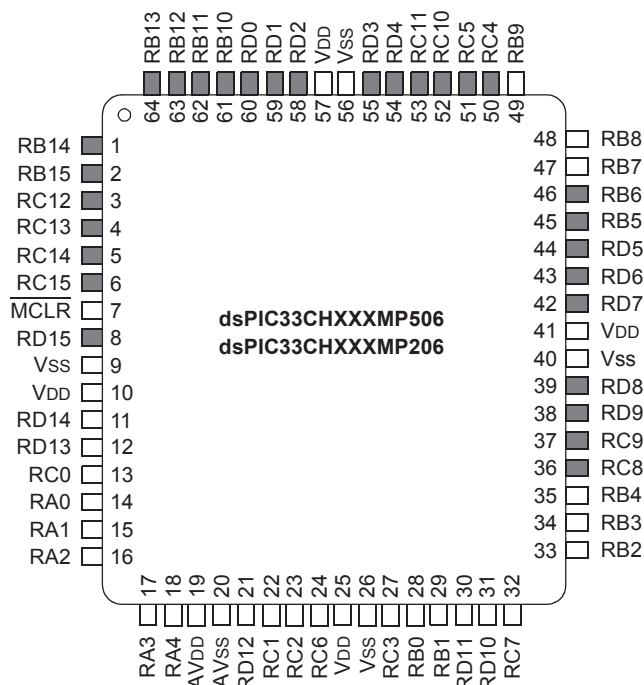 RB13 RB12 RB11 RB10 RD0 RD1 RD2 VDD VSS RD3 RD4 RC11 RC10 RC5 RC4 RB9
64 63 62 61 60 59 58 57 56 55 54 53 52 51 50 49
RB14 1
RB15 2
RC12 3
RC13 4
RC14 5
RC15 6
MCLR 7
RD15 8
VSS 9
VDD 10
RD14 11
RD13 12
RC0 13
RA0 14
RA1 15
RA2 16
dsPIC33CHXXXMP506
dsPIC33CHXXXMP206
48 RB8
47 RB7
46 RB6
45 RB5
44 RD5
43 RD6
42 RD7
41 VDD
40 Vss
39 RD8
38 RD9
37 RC9
36 RC8
35 RB4
34 RB3
33 RB2
17 18 19 20 21 22 23 24 25 26 27 28 29 30 31 32
RA3 RA4 AVDD AVSS RD12 RC1 RC2 RC6 VDD VSS RC3 RB0 RB1 RD11 RD10 RC7